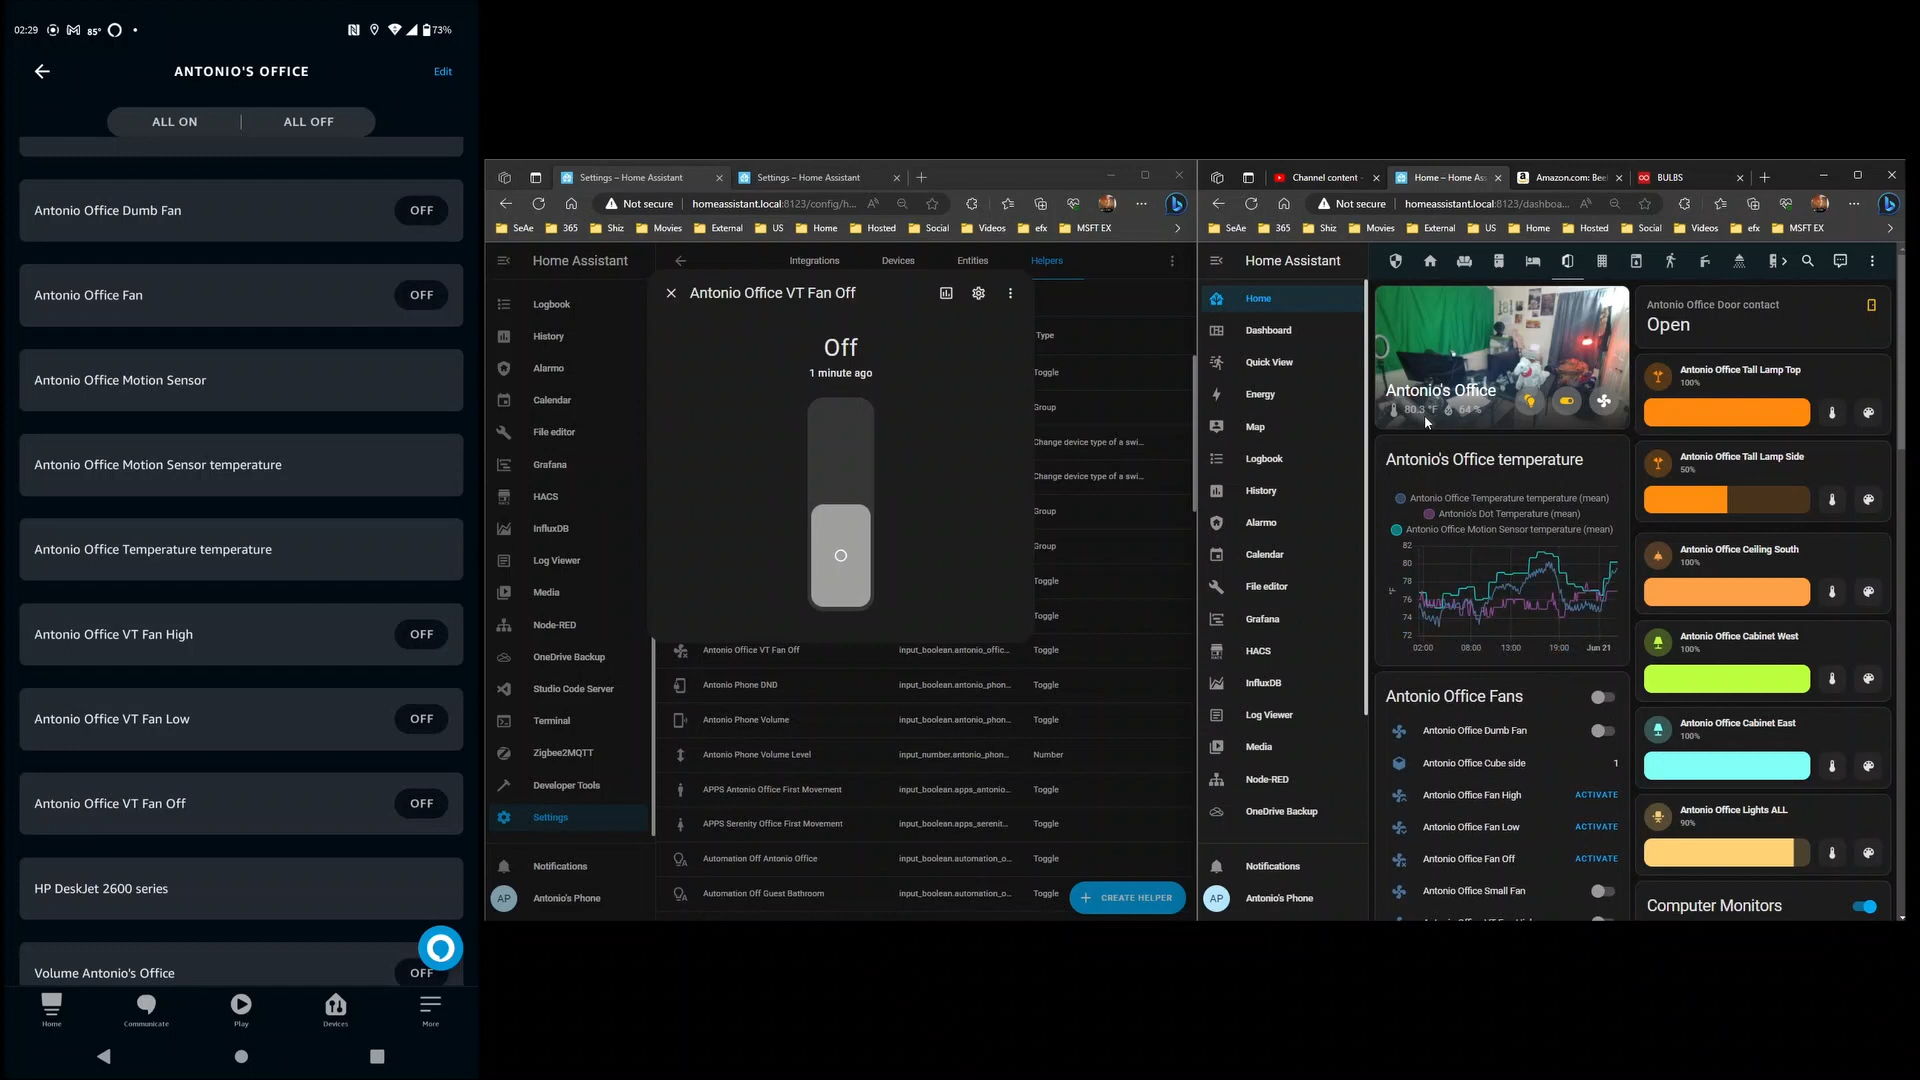 02:29
85°
73%
ANTONIO'S OFFICE
Edit
ALL ON
ALL OFF
Antonio Office Dumb Fan
OFF
Antonio Office Fan
OFF
Antonio Office Motion Sensor
Antonio Office Motion Sensor temperature
Antonio Office Temperature temperature
Antonio Office VT Fan High
OFF
Antonio Office VT Fan Low
OFF
Antonio Office VT Fan Off
OFF
HP DeskJet 2600 series
Volume Antonio's Office
OFF
Home
Communicate
Play
Devices
More
Settings – Home Assistant
Settings – Home Assistant
Not secure
homeassistant.local:8123/config/h...
SeAe
365
Shiz
Movies
External
US
Home
Hosted
Social
Videos
efx
MSFT EX
Home Assistant
Integrations
Devices
Entities
Helpers
Logbook
History
Alarmo
Calendar
File editor
Grafana
HACS
InfluxDB
Log Viewer
Media
Node-RED
OneDrive Backup
Studio Code Server
Terminal
Zigbee2MQTT
Developer Tools
Settings
Notifications
AP
Antonio's Phone
Antonio Office VT Fan Off
Off
1 minute ago
Type
Toggle
Group
Change device type of a swi...
Change device type of a swi...
Group
Group
Toggle
Toggle
Antonio Office VT Fan Off
input_boolean.antonio_offic...
Toggle
Antonio Phone DND
input_boolean.antonio_phon...
Toggle
Antonio Phone Volume
input_boolean.antonio_phon...
Toggle
Antonio Phone Volume Level
input_number.antonio_phon...
Number
APPS Antonio Office First Movement
input_boolean.apps_antonio...
Toggle
APPS Serenity Office First Movement
input_boolean.apps_serenit...
Toggle
Automation Off Antonio Office
input_boolean.automation_o...
Toggle
Automation Off Guest Bathroom
input_boolean.automation_o...
Toggle
CREATE HELPER
Channel content -
Home – Home Ass
Amazon.com: Bee
BULBS
Not secure
homeassistant.local:8123/dashboa...
SeAe
365
Shiz
Movies
External
US
Home
Hosted
Social
Videos
efx
MSFT EX
Home Assistant
Home
Dashboard
Quick View
Energy
Map
Logbook
History
Alarmo
Calendar
File editor
Grafana
HACS
InfluxDB
Log Viewer
Media
Node-RED
OneDrive Backup
Notifications
AP
Antonio's Phone
Antonio's Office
80.3 °F
64 %
Antonio's Office temperature
Antonio Office Temperature temperature (mean)
Antonio's Dot Temperature (mean)
Antonio Office Motion Sensor temperature (mean)
82
80
78
76
74
72
°F
02:00
08:00
13:00
19:00
Jun 21
Antonio Office Fans
Antonio Office Dumb Fan
Antonio Office Cube side
1
Antonio Office Fan High
ACTIVATE
Antonio Office Fan Low
ACTIVATE
Antonio Office Fan Off
ACTIVATE
Antonio Office Small Fan
Antonio Office Door contact
Open
Antonio Office Tall Lamp Top
100%
Antonio Office Tall Lamp Side
50%
Antonio Office Ceiling South
100%
Antonio Office Cabinet West
100%
Antonio Office Cabinet East
100%
Antonio Office Lights ALL
90%
Computer Monitors